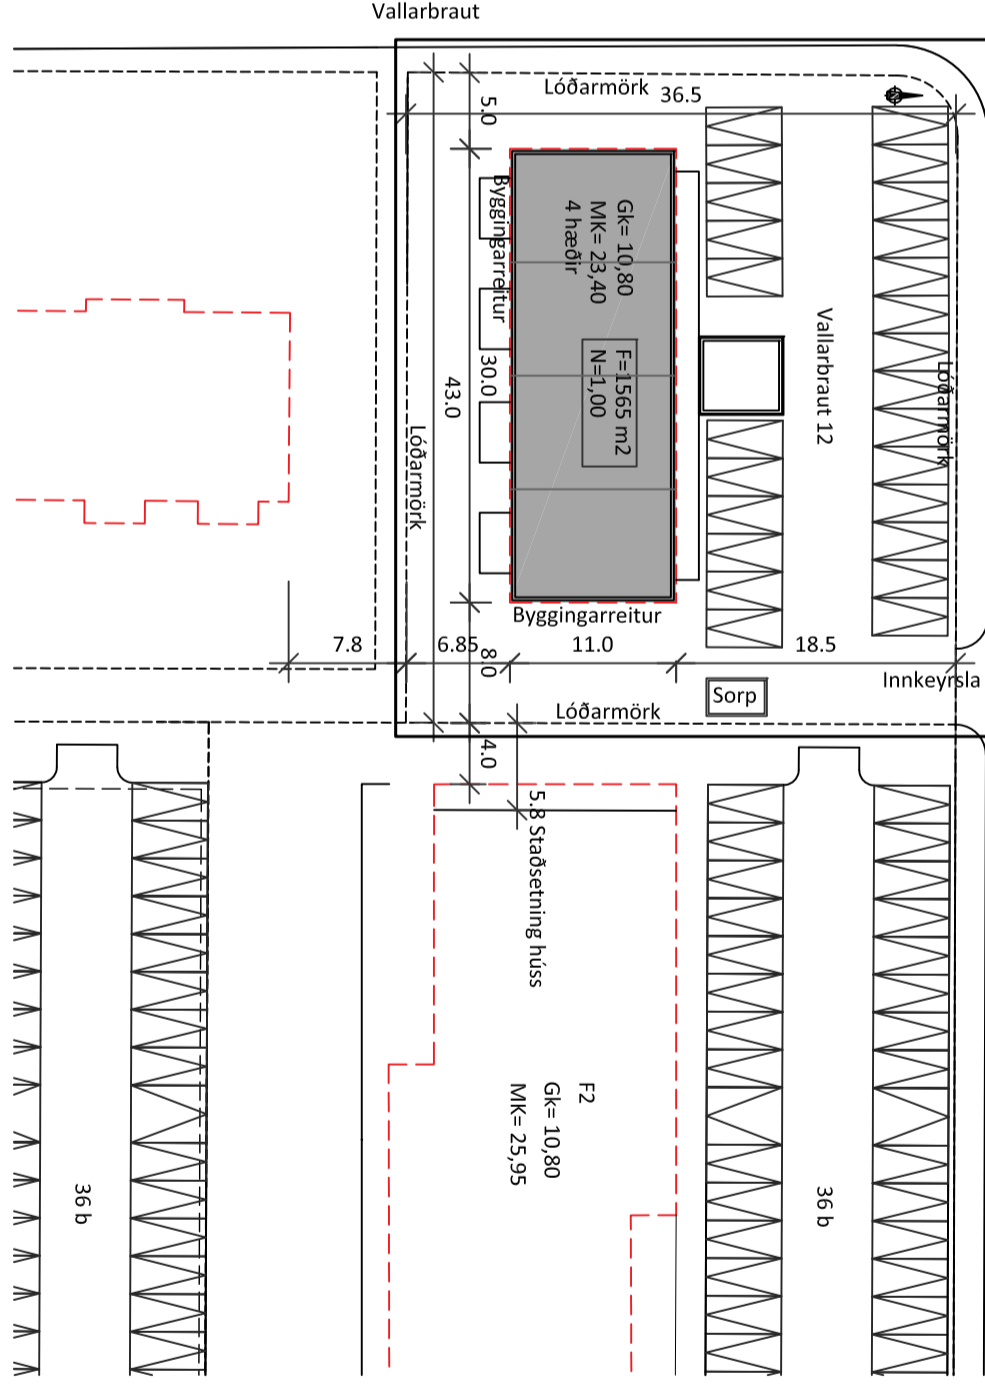 Vallarbraut
Lóðarmörk
36.5
5.0
Byggingarreitur
Gk= 10,80
MK= 23,40
4 hæðir
F=1565 m2
N=1,00
Vallarbraut 12
Lóðarmörk
30.0
43.0
Lóðarmörk
Byggingarreitur
7.8
6.85
8.0
11.0
18.5
Innkeyrsla
Sorp
Lóðarmörk
4.0
5.8 Staðsetning húss
F2
Gk= 10,80
MK= 25,95
36 b
36 b